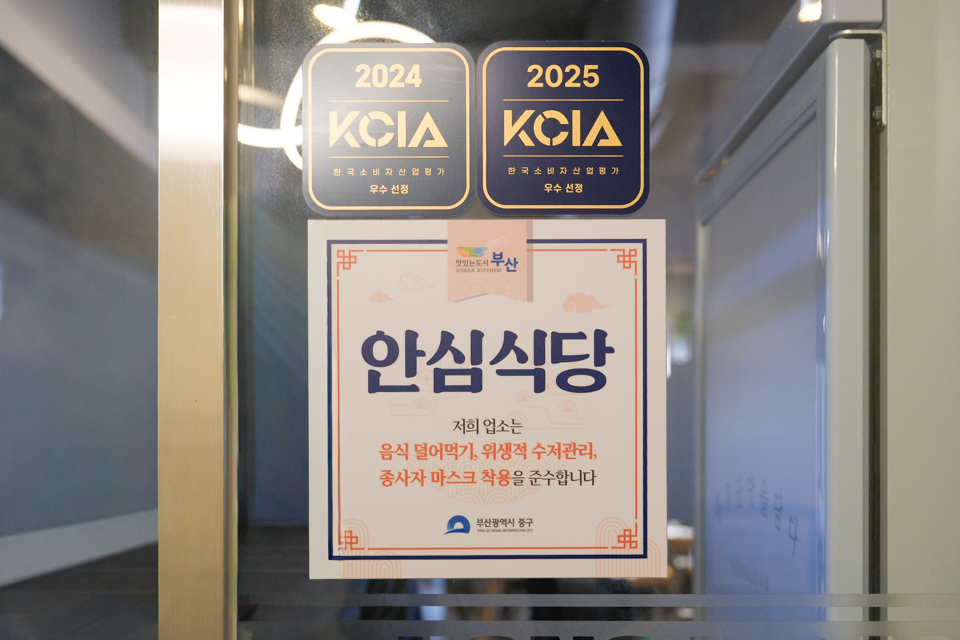 2024
KCIA
한국소비자산업평가
우수 선정
2025
KCIA
한국소비자산업평가
우수 선정
맛있는도시 부산
KOREA KITCHEN
안심식당
저희 업소는
음식 덜어먹기, 위생적 수저관리,
종사자 마스크 착용을 준수합니다
부산광역시 중구